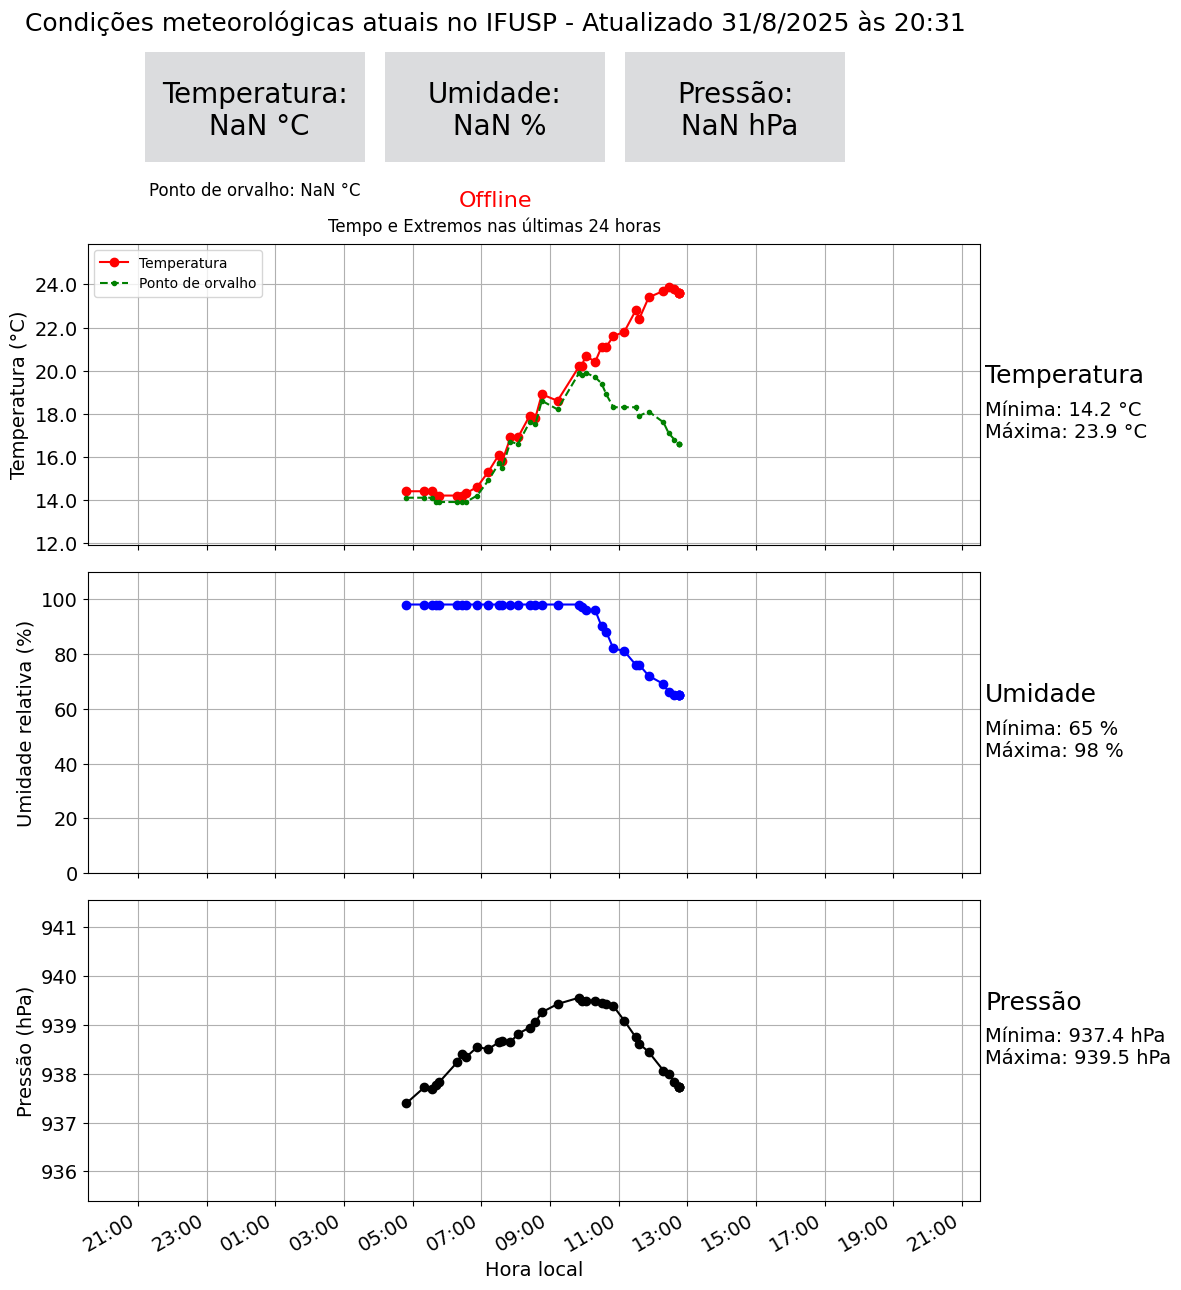 Condições meteorológicas atuais no IFUSP - Atualizado 31/8/2025 às 20:31
Temperatura:
NaN °C
Umidade:
NaN %
Pressão:
NaN hPa
Ponto de orvalho: NaN °C
Offline
Tempo e Extremos nas últimas 24 horas
Temperatura
Ponto de orvalho
Temperatura (°C)
24.0
22.0
20.0
18.0
16.0
14.0
12.0
Temperatura
Mínima: 14.2 °C
Máxima: 23.9 °C
Umidade relativa (%)
100
80
60
40
20
0
Umidade
Mínima: 65 %
Máxima: 98 %
Pressão (hPa)
941
940
939
938
937
936
Pressão
Mínima: 937.4 hPa
Máxima: 939.5 hPa
21:00 23:00 01:00 03:00 05:00 07:00 09:00 11:00 13:00 15:00 17:00 19:00 21:00
Hora local